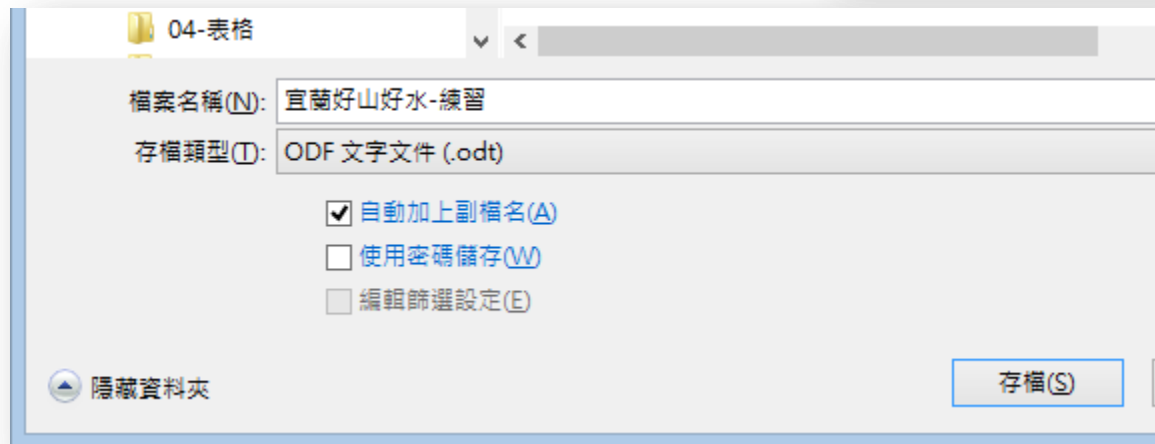 04-表格
檔案名稱(N): 宜蘭好山好水-練習
存檔類型(T): ODF 文字文件 (.odt)
自動加上副檔名(A)
使用密碼儲存(W)
編輯篩選設定(E)
隱藏資料夾 存檔(S)